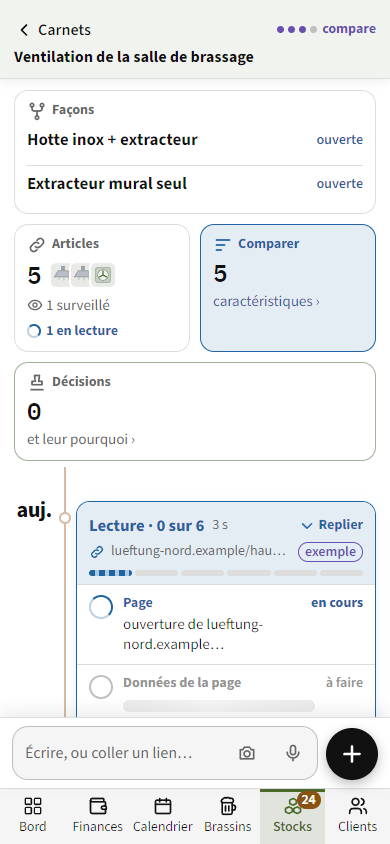 Carnets
compare
Ventilation de la salle de brassage
Façons
Hotte inox + extracteur
ouverte
Extracteur mural seul
ouverte
Articles
5
1 surveillé
1 en lecture
Comparer
5
caractéristiques ›
Décisions
0
et leur pourquoi ›
auj.
Lecture · 0 sur 6 3 s
Replier
lueftung-nord.example/hau…
exemple
Page
en cours
ouverture de lueftung-
nord.example…
Données de la page
à faire
Écrire, ou coller un lien…
Bord
Finances
Calendrier
Brassins
24
Stocks
Clients